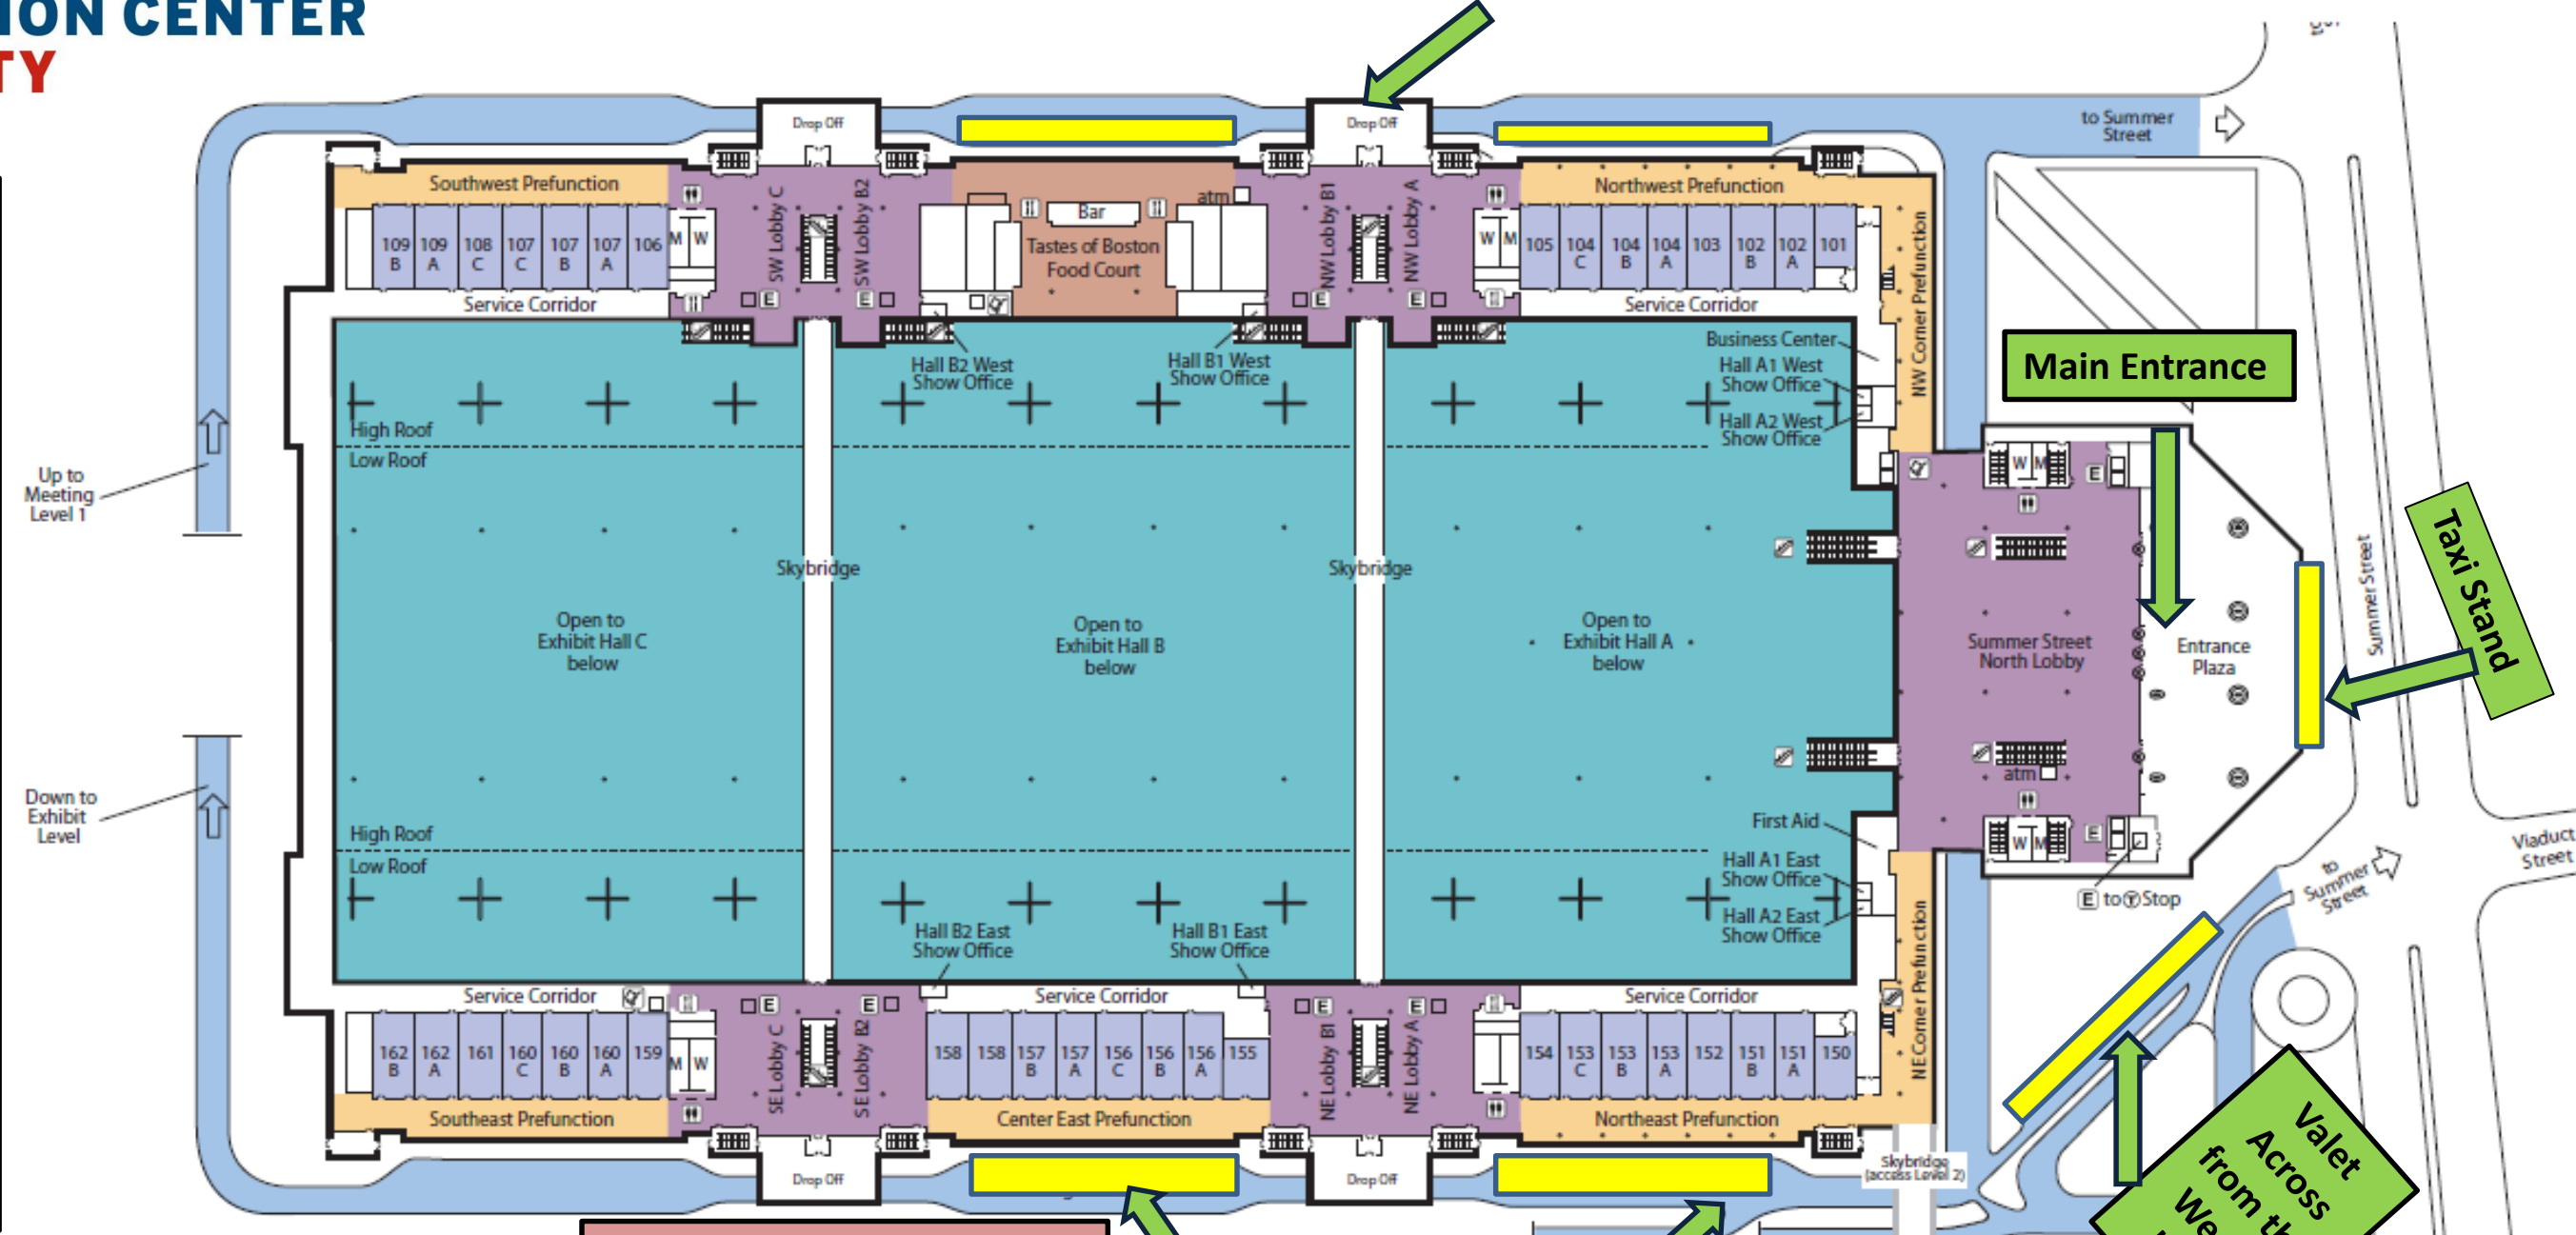 ION CENTER
TY
to Summer
Street
Drop Off
Drop Off
Southwest Prefunction
109
B
109
A
108
C
107
C
107
B
107
A
106
M W
Service Corridor
SW Lobby C
SW Lobby B2
E
E
atm
Bar
Tastes of Boston
Food Court
NW Lobby B1
NW Lobby A
E
E
Northwest Prefunction
W M
105
104
C
104
B
104
A
103
102
B
102
A
101
Service Corridor
NW Corner Prefunction
Main Entrance
Business Center
Hall A1 West
Show Office
Hall A2 West
Show Office
Hall B2 West
Show Office
Hall B1 West
Show Office
High Roof
Low Roof
Up to
Meeting
Level 1
W M
E
Skybridge
Skybridge
Open to
Exhibit Hall C
below
Open to
Exhibit Hall B
below
Open to
Exhibit Hall A
below
Summer Street
North Lobby
Entrance
Plaza
Summer Street
Taxi Stand
atm
Down to
Exhibit
Level
High Roof
Low Roof
First Aid
Hall A1 East
Show Office
Hall A2 East
Show Office
W M
E
E to T Stop
to
Summer
Street
Viaduct
Street
Hall B2 East
Show Office
Hall B1 East
Show Office
Service Corridor
Service Corridor
Service Corridor
E
E
E
E
162
B
162
A
161
160
C
160
B
160
A
159
M W
SE Lobby C
SE Lobby B2
158
158
157
B
157
A
156
C
156
B
156
A
155
NE Lobby B1
NE Lobby A
154
153
C
153
B
153
A
152
151
B
151
A
150
NE Corner Prefunction
Southeast Prefunction
Center East Prefunction
Northeast Prefunction
Drop Off
Drop Off
Skybridge
(access Level 2)
Valet
Across
from th
We